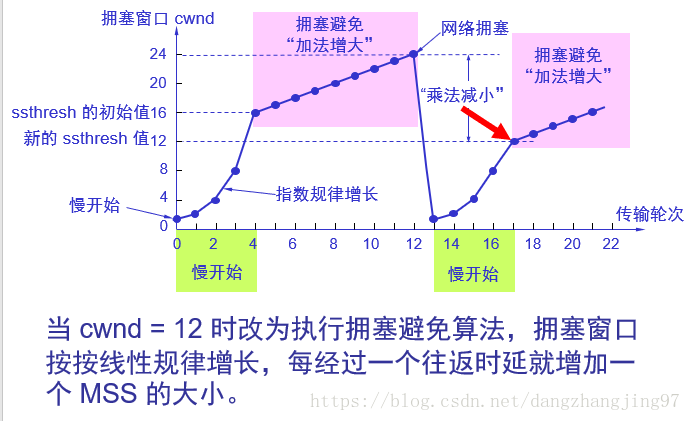 拥塞窗口 cwnd
拥塞避免
“加法增大”
网络拥塞
拥塞避免
“加法增大”
24
20
“乘法减小”
ssthresh 的初始值 16
新的 ssthresh 值 12
8
4
0
指数规律增长
慢开始
传输轮次
0 2 4 6 8 10 12 14 16 18 20 22
慢开始
慢开始
当 cwnd = 12 时改为执行拥塞避免算法，拥塞窗口
按按线性规律增长，每经过一个往返时延就增加一
个 MSS 的大小。
https://blog.csdn.net/dangzhangjing97